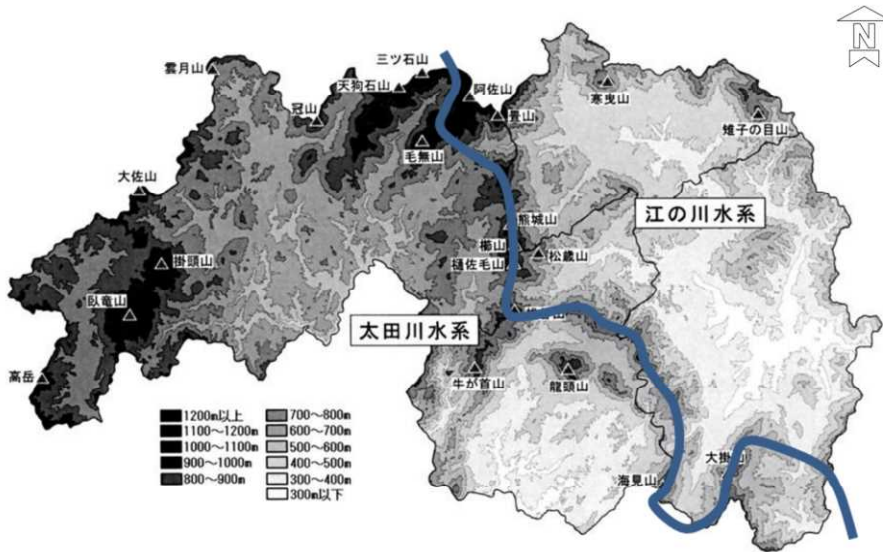 N
三ツ石山
雲月山
天狗石山
阿佐山
寒曳山
冠山
畳山
雉子の目山
毛無山
大佐山
江の川水系
熊城山
櫛山
松歳山
樋佐毛山
掛頭山
臥竜山
太田川水系
高岳
牛が首山
龍頭山
1200m以上
1100～1200m
1000～1100m
900～1000m
800～900m
700～800m
600～700m
500～600m
400～500m
300～400m
300m以下
大掛山
海見山